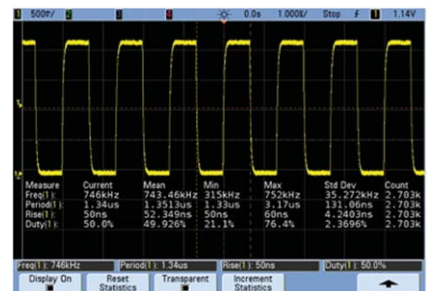 1 500▽/ 2 3 4 0.0s 1.000▽/ Stop 1 1.14V
Measure Current Mean Min Max Std Dev Count
Freq(1): 746kHz 743.46kHz 315kHz 752kHz 35.272kHz 2.703k
Period(1): 1.34us 1.3513us 1.33us 3.17us 131.06ns 2.703k
Rise(1): 50ns 52.349ns 50ns 60ns 4.2403ns 2.703k
Duty(1): 50.0% 49.926% 21.1% 76.4% 2.3696% 2.703k
Freq(1): 746kHz Period(1): 1.34us Rise(1): 50ns Duty(1): 50.0%
Display On Reset Statistics Transparent Increment Statistics